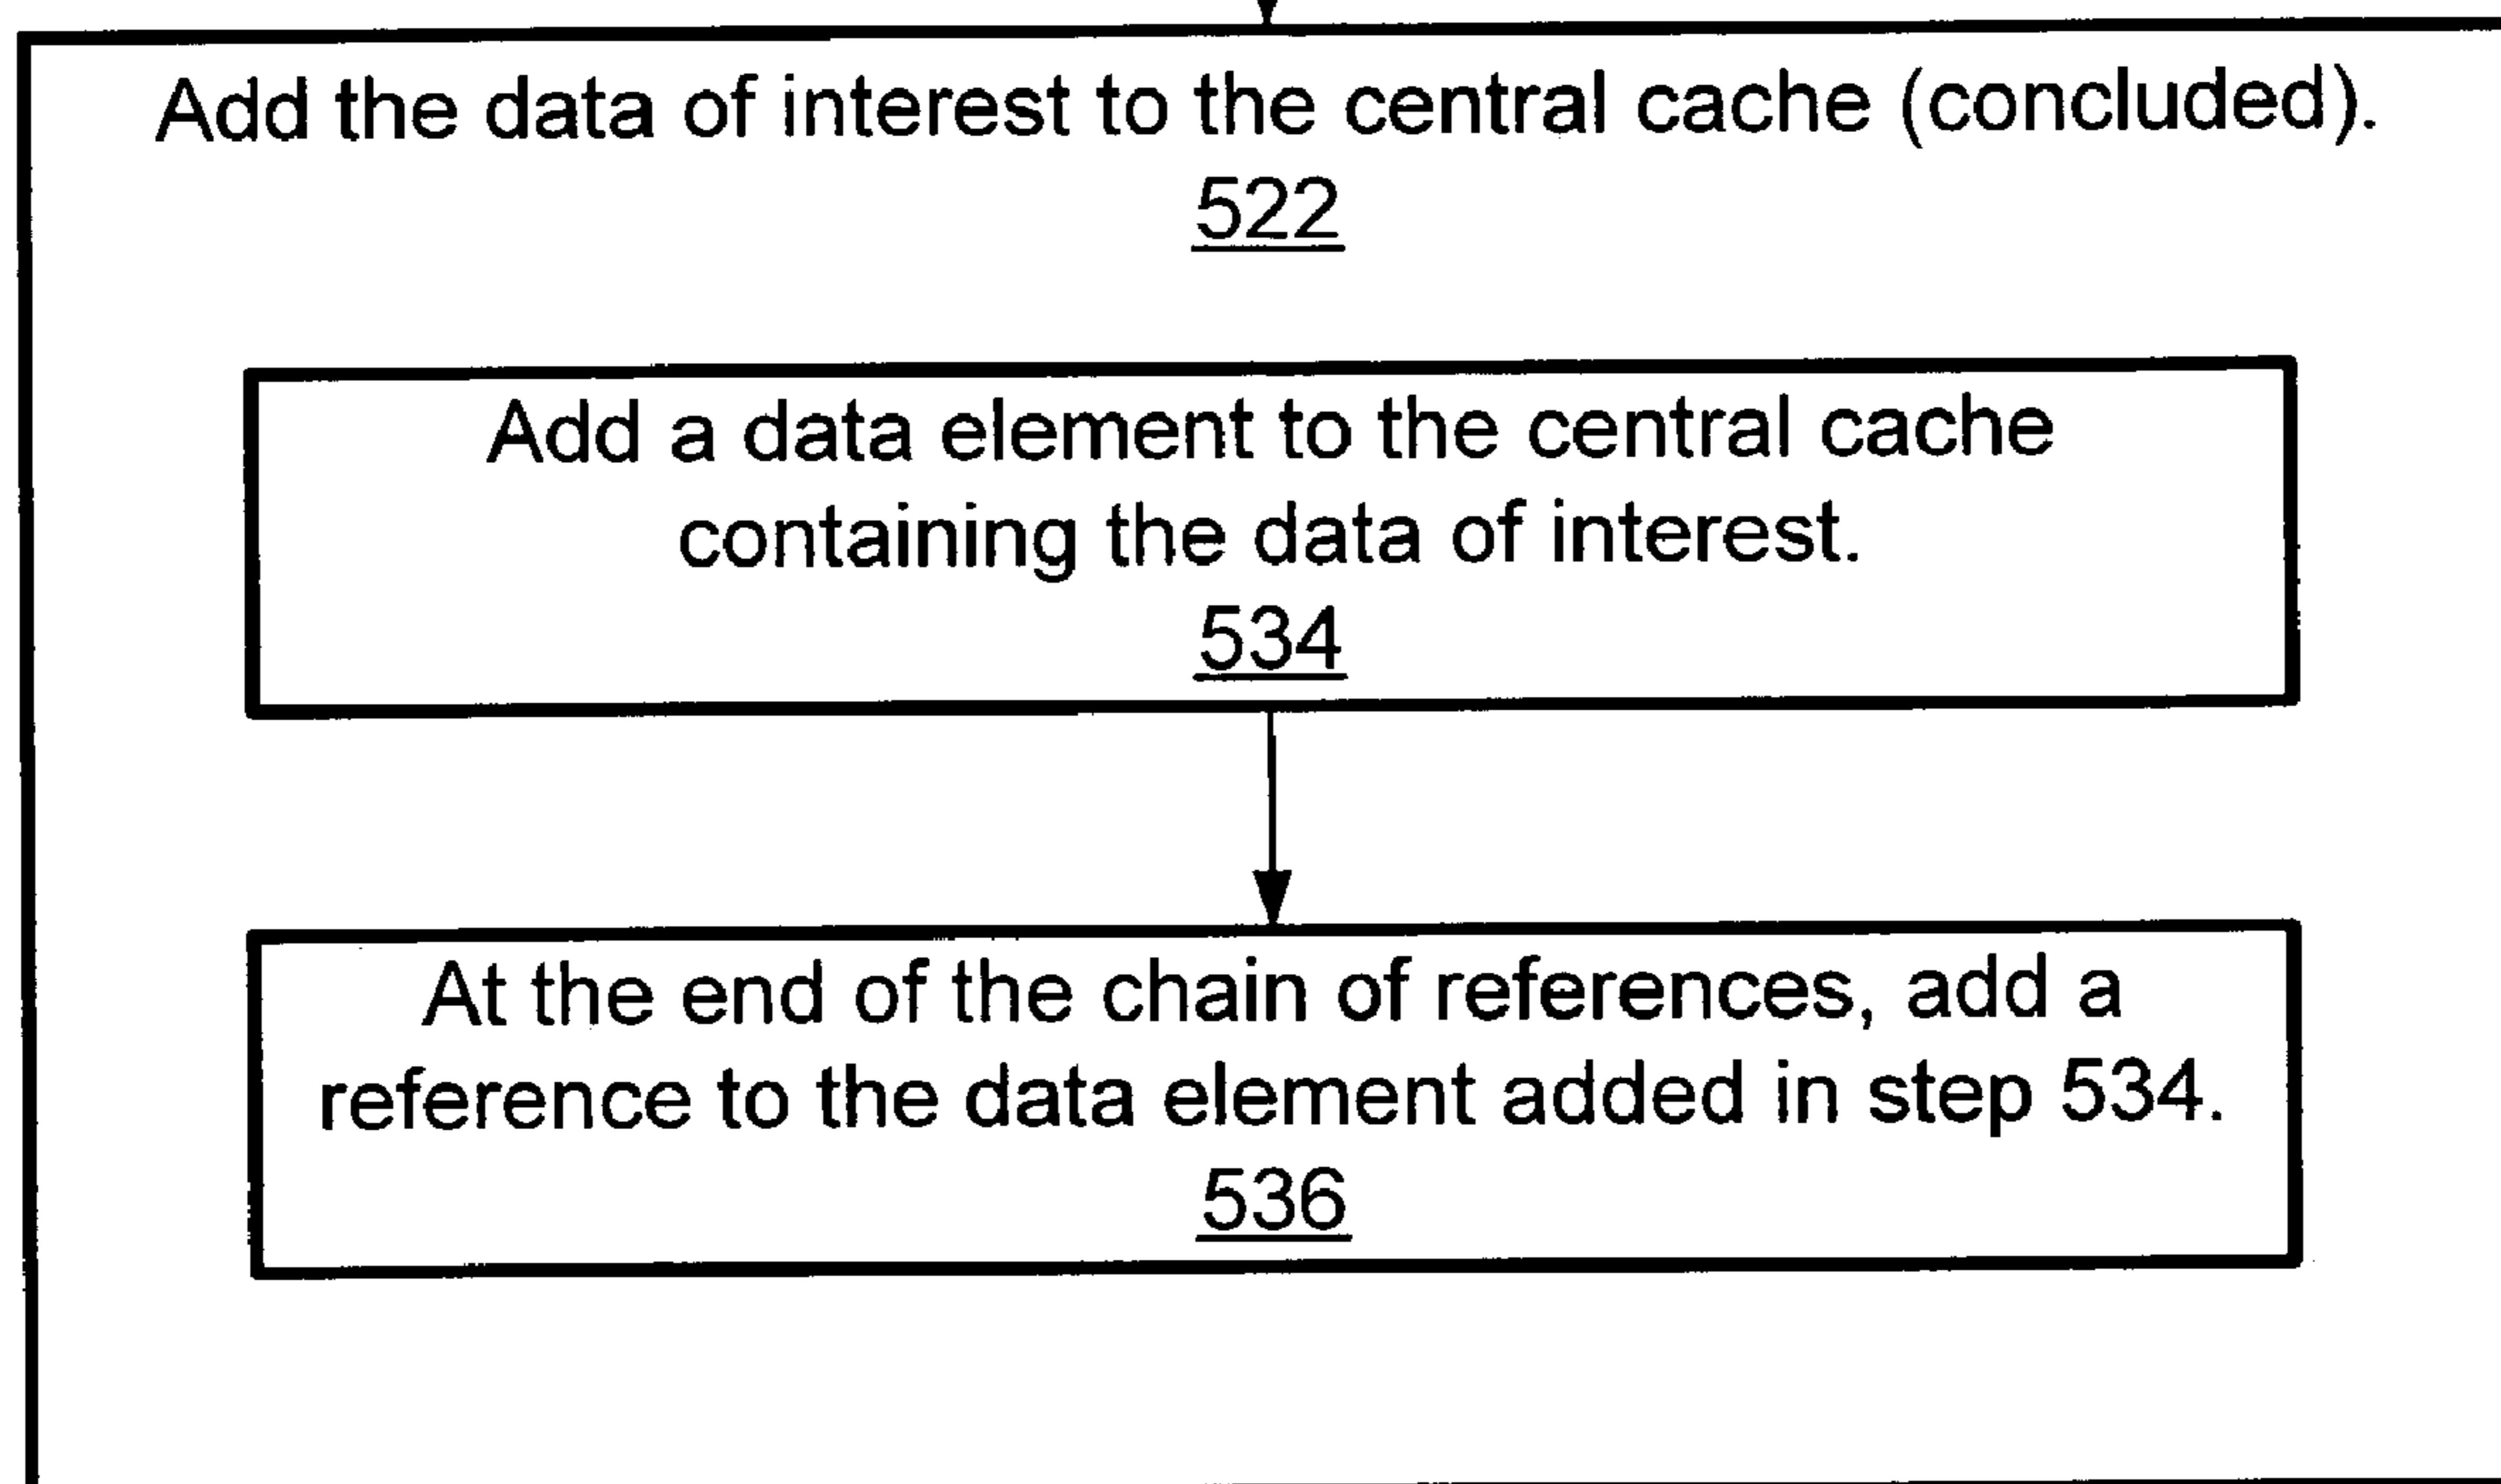 Add the data of interest to the central cache (concluded).
522
Add a data element to the central cache
containing the data of interest.
534
At the end of the chain of references, add a
reference to the data element added in step 534.
536